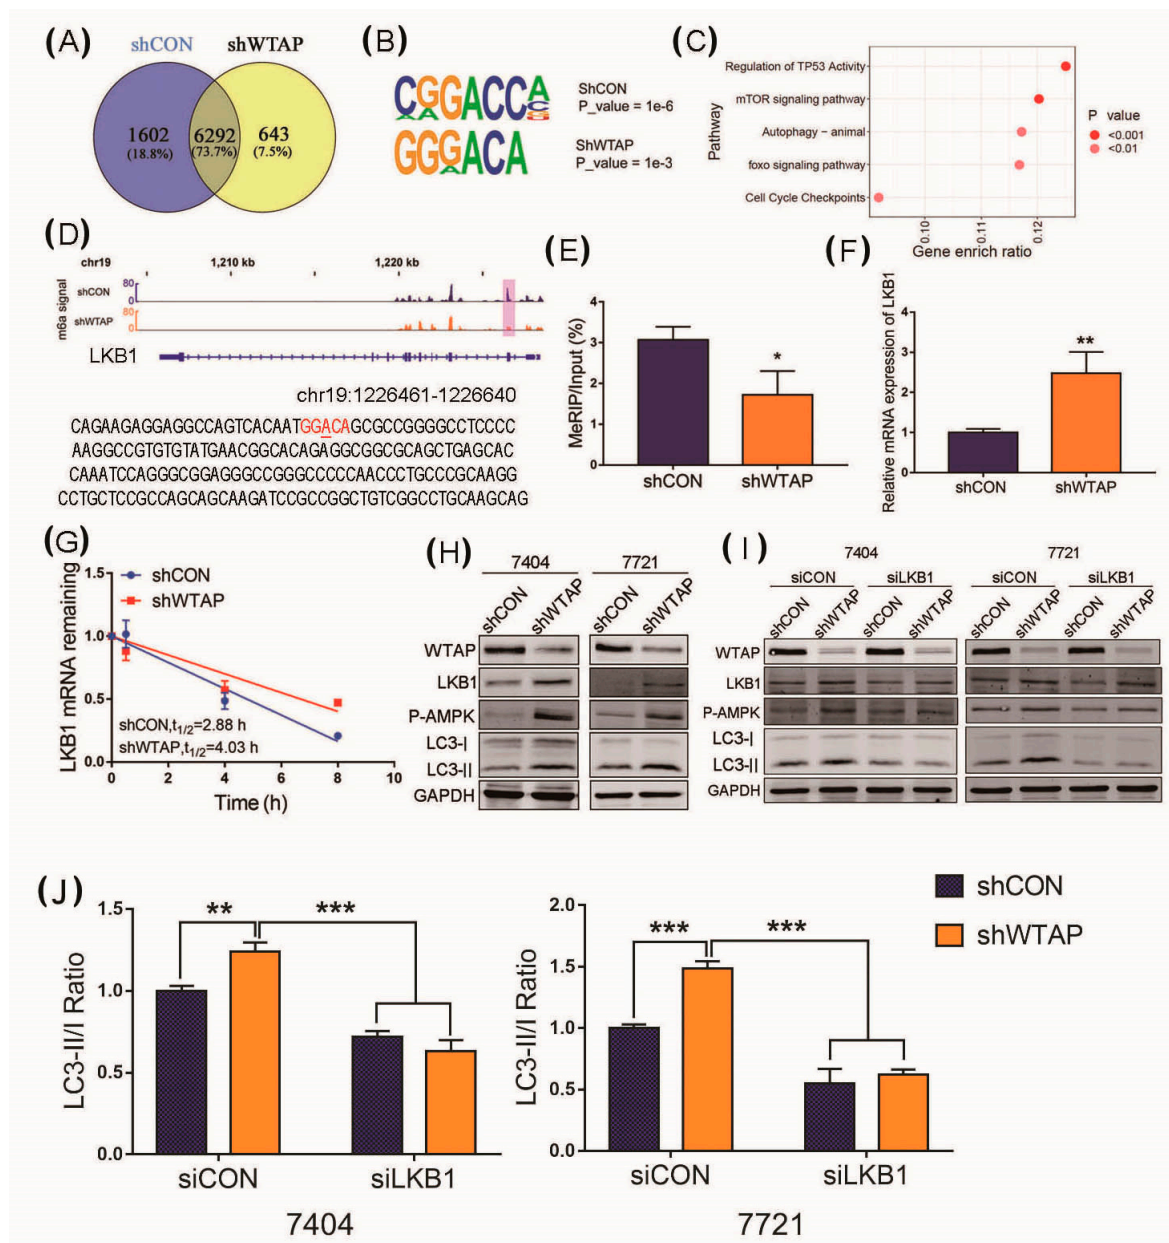 (A)
shCON
shWTAP
1602
(18.8%)
6292
(73.7%)
643
(7.5%)
(B)
CGGACCA
AA C
GGGACA
A
ShCON
P_value = 1e-6
ShWTAP
P_value = 1e-3
(C)
Pathway
Regulation of TP53 Activity
mTOR signaling pathway
Autophagy − animal
foxo signaling pathway
Cell Cycle Checkpoints
0.10
0.11
0.12
Gene enrich ratio
P value
<0.001
<0.01
(D)
chr19
1,210 kb
1,220 kb
m6a signal
80
shCON
0
80
shWTAP
0
LKB1
chr19:1226461-1226640
CAGAAGAGGAGGCCAGTCACAATGGACAGCGCCGGGGCCTCCCC
AAGGCCGTGTGTATGAACGGCACAGAGGCGGCGCAGCTGAGCAC
CAAATCCAGGGCGGAGGGCCGGGCCCCCAACCCTGCCCGCAAGG
CCTGCTCCGCCAGCAGCAAGATCCGCCGGCTGTCGGCCTGCAAGCAG
(E)
MeRIP/Input (%)
4
3
2
1
0
*
shCON
shWTAP
(F)
Relative mRNA expression of LKB1
4
3
2
1
0
**
shCON
shWTAP
(G)
LKB1 mRNA remaining
1.5
1.0
0.5
0.0
shCON
shWTAP
shCON,t1/2=2.88 h
shWTAP,t1/2=4.03 h
0 2 4 6 8 10
Time (h)
(H)
7404 7721
shCON shWTAP shCON shWTAP
WTAP
LKB1
P-AMPK
LC3-I
LC3-II
GAPDH
(I)
7404 7721
siCON siLKB1 siCON siLKB1
shCON shWTAP shCON shWTAP shCON shWTAP shCON shWTAP
WTAP
LKB1
P-AMPK
LC3-I
LC3-II
GAPDH
(J)
LC3-II/I Ratio
1.5
1.0
0.5
0.0
** ***
siCON siLKB1
7404
LC3-II/I Ratio
2.0
1.5
1.0
0.5
0.0
*** ***
siCON siLKB1
7721
shCON
shWTAP